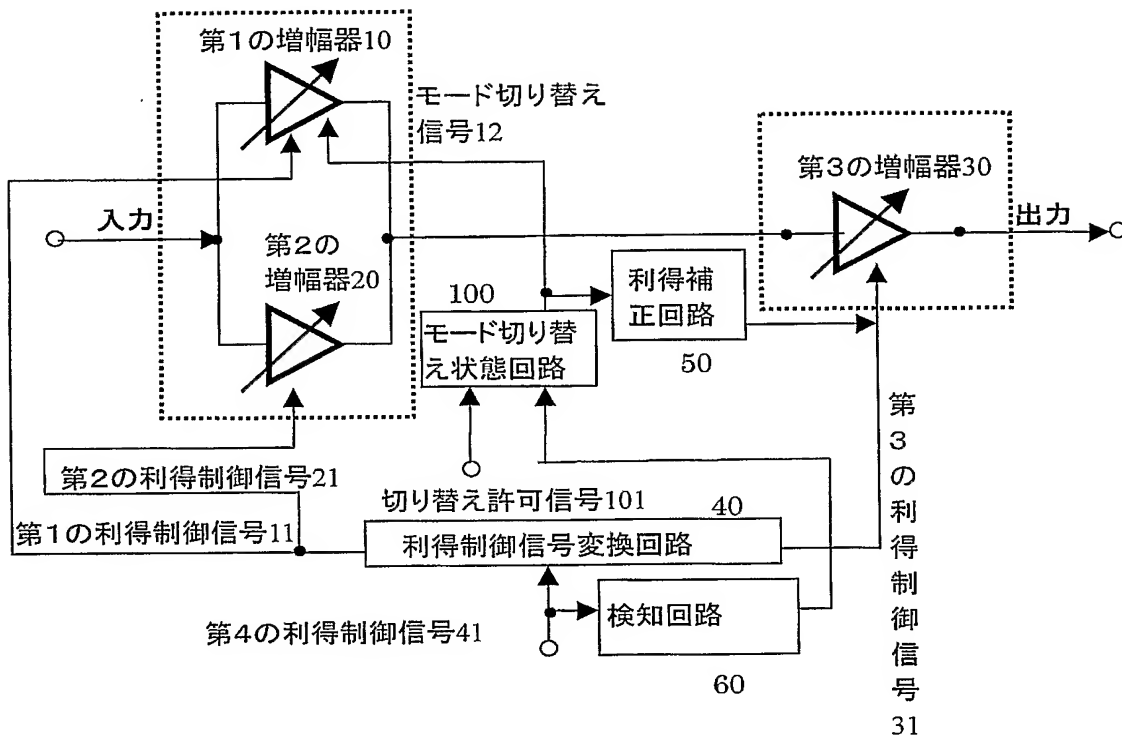 第1の増幅器10
モード切り替え
信号12
第3の増幅器30
入力
出力
第2の
増幅器20
100
利得補
正回路
モード切り替
え状態回路
50
第2の利得制御信号21
切り替え許可信号101
40
第1の利得制御信号11
利得制御信号変換回路
検知回路
第4の利得制御信号41
60
第
3
の
利
得
制
御
信
号
31